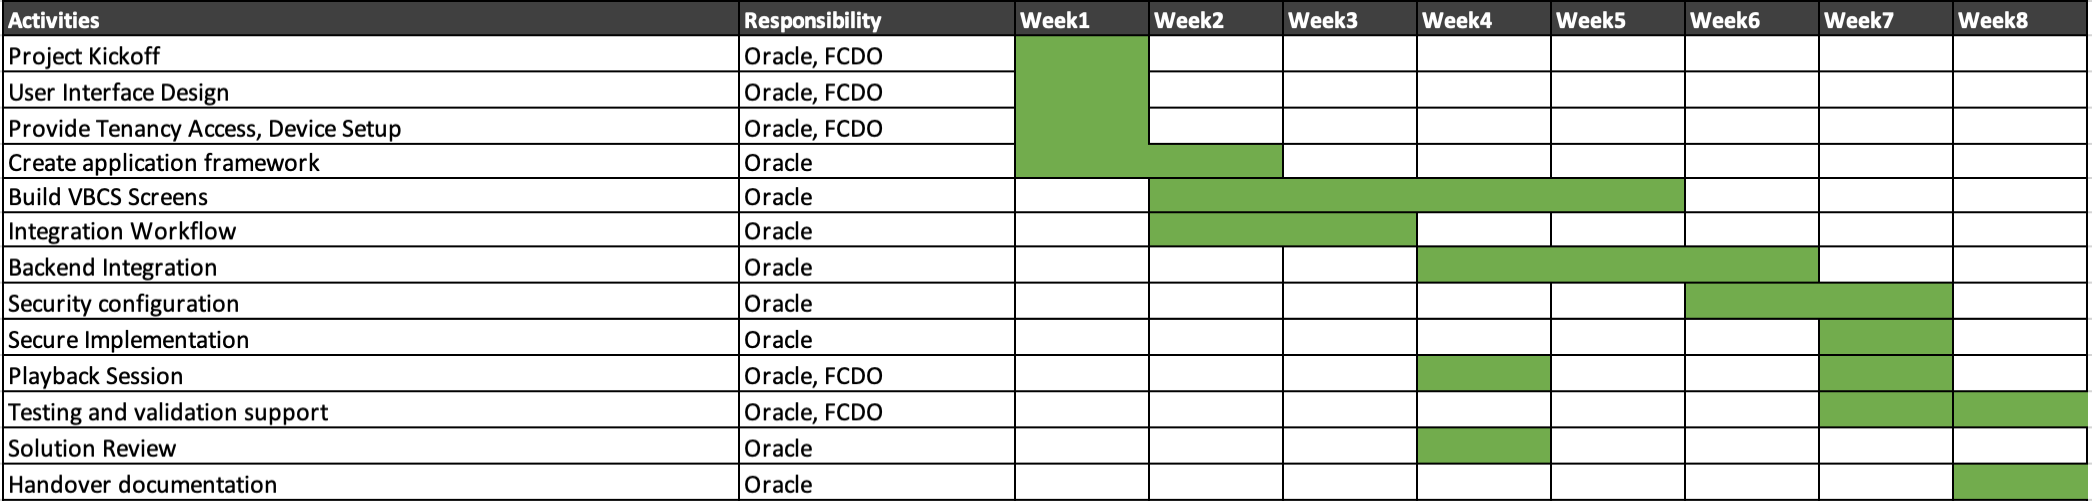 Activities Responsibility Week1 Week2 Week3 Week4 Week5 Week6 Week7 Week8
Project Kickoff Oracle, FCDO
User Interface Design Oracle, FCDO
Provide Tenancy Access, Device Setup Oracle, FCDO
Create application framework Oracle
Build VBCS Screens Oracle
Integration Workflow Oracle
Backend Integration Oracle
Security configuration Oracle
Secure Implementation Oracle
Playback Session Oracle, FCDO
Testing and validation support Oracle, FCDO
Solution Review Oracle
Handover documentation Oracle